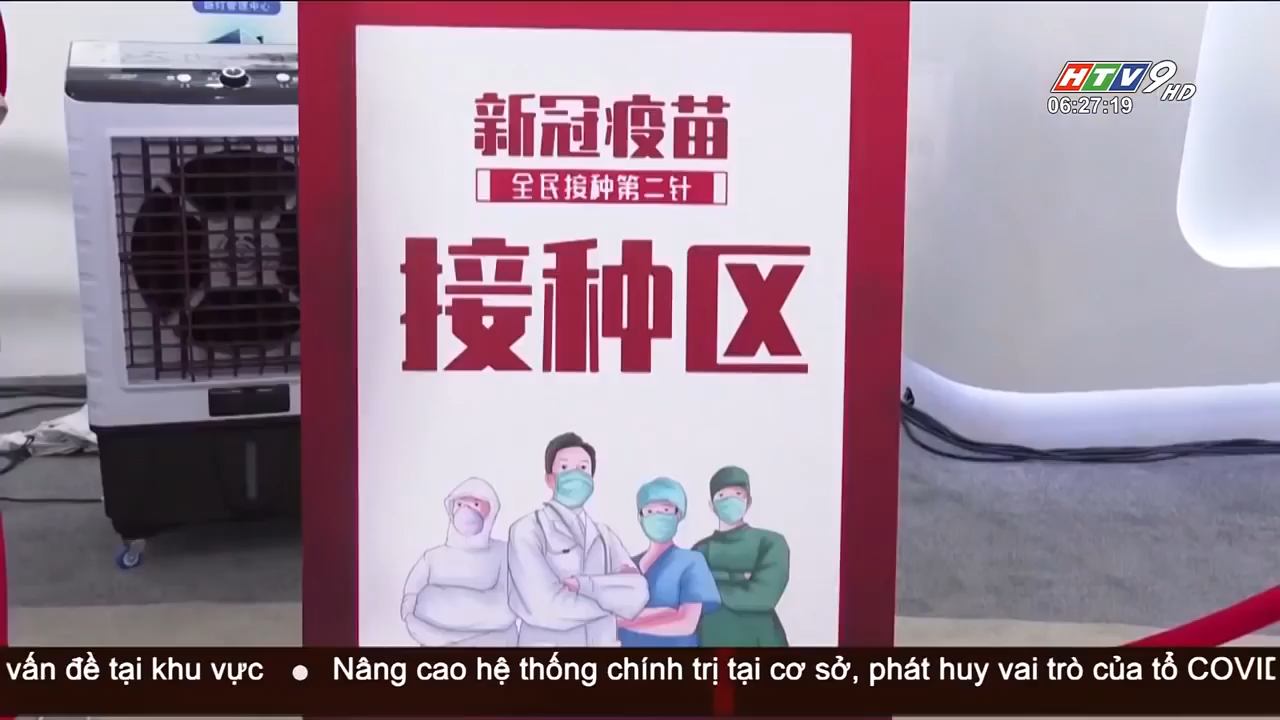 HTV9 HD
06:27:19
新冠疫苗
全民接种第二针
接种区
vấn đề tại khu vực ● Nâng cao hệ thống chính trị tại cơ sở, phát huy vai trò của tổ COVID